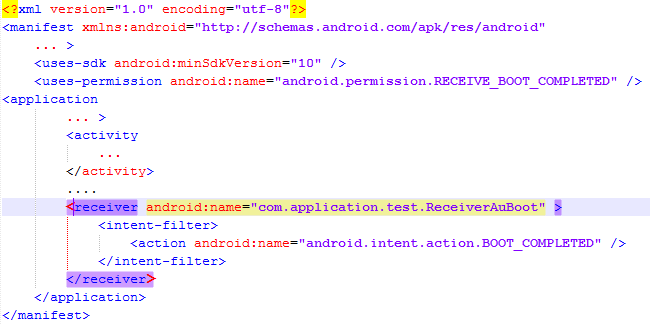 <?xml version="1.0" encoding="utf-8"?>
<manifest xmlns:android="http://schemas.android.com/apk/res/android"
... >
<uses-sdk android:minSdkVersion="10" />
<uses-permission android:name="android.permission.RECEIVE_BOOT_COMPLETED" />
<application
... >
<activity
...
</activity>
....
<receiver android:name="com.application.test.ReceiverAuBoot" >
<intent-filter>
<action android:name="android.intent.action.BOOT_COMPLETED" />
</intent-filter>
</receiver>
</application>
</manifest>